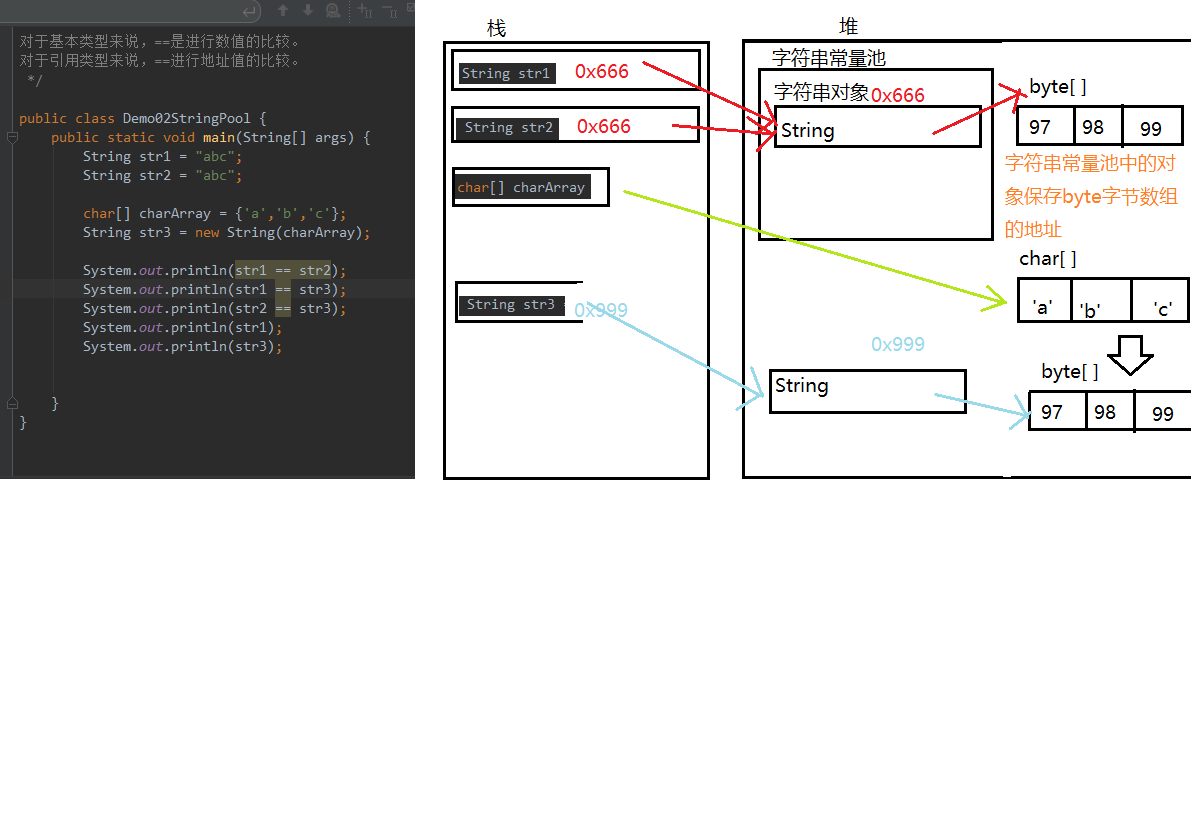 对于基本类型来说，==是进行数值的比较。
对于引用类型来说，==进行地址值的比较。
*/
public class Demo02StringPool {
public static void main(String[] args) {
String str1 = "abc";
String str2 = "abc";
char[] charArray = {'a','b','c'};
String str3 = new String(charArray);
System.out.println(str1 == str2);
System.out.println(str1 == str3);
System.out.println(str2 == str3);
System.out.println(str1);
System.out.println(str3);
}
}
栈
String str1 0x666
String str2 0x666
char[] charArray
String str3 0x999
堆
字符串常量池
字符串对象0x666
String
byte[ ]
97 98 99
字符串常量池中的对
象保存byte字节数组
的地址
char[ ]
'a' 'b' 'c'
0x999
String
byte[ ]
97 98 99